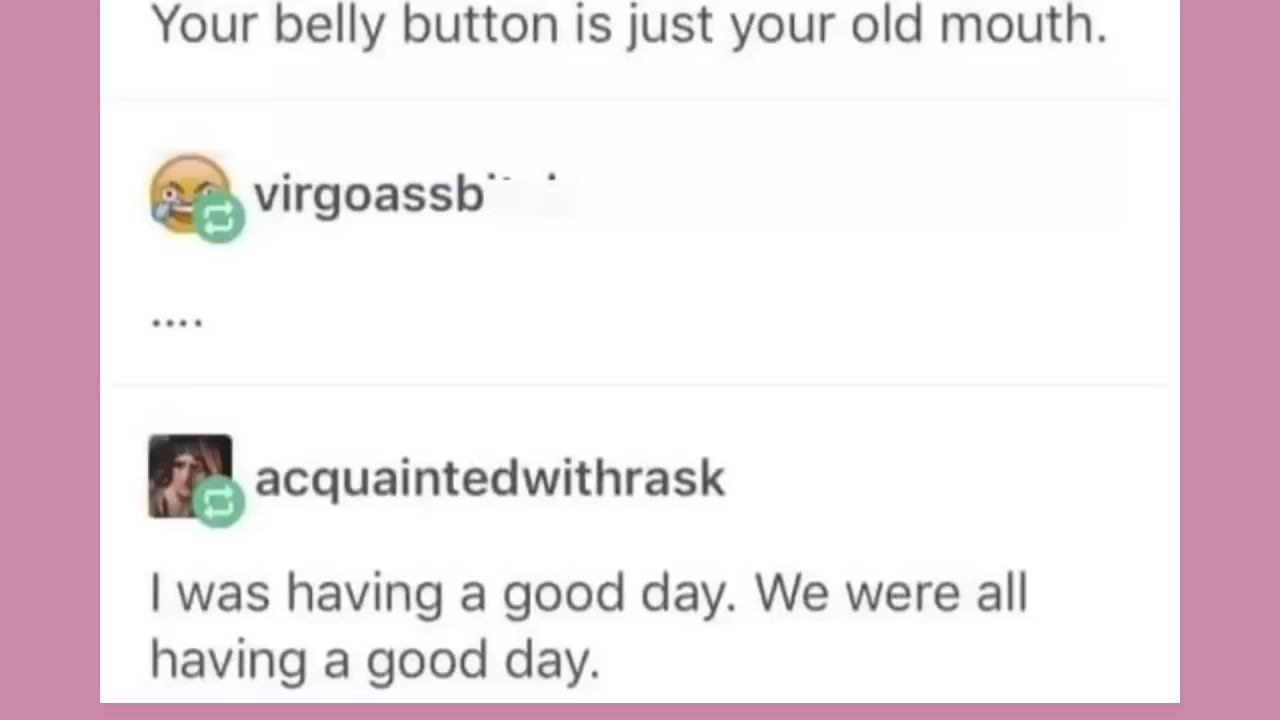 Your belly button is just your old mouth.
....
acquaintedwithrask
I was having a good day. We were all
having a good day.